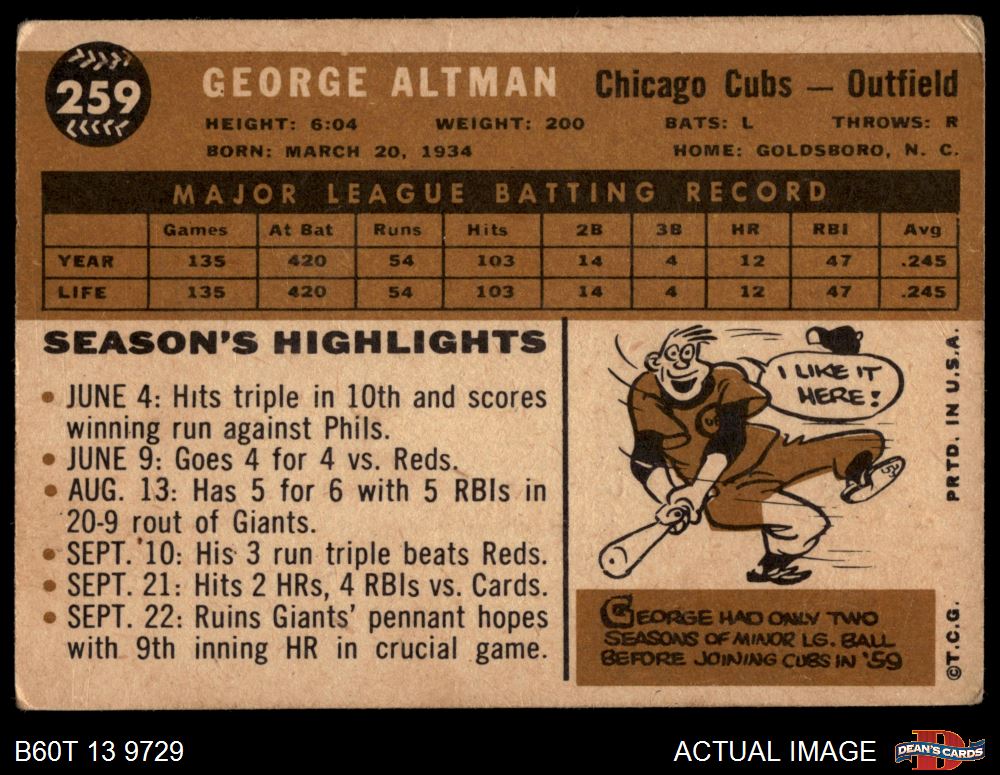 259
GEORGE ALTMAN Chicago Cubs — Outfield
HEIGHT: 6:04 WEIGHT: 200 BATS: L THROWS: R
BORN: MARCH 20, 1934 HOME: GOLDSBORO, N. C.
MAJOR LEAGUE BATTING RECORD
Games At Bat Runs Hits 2B 3B HR RBI Avg
YEAR 135 420 54 103 14 4 12 47 .245
LIFE 135 420 54 103 14 4 12 47 .245
SEASON'S HIGHLIGHTS
• JUNE 4: Hits triple in 10th and scores
winning run against Phils.
• JUNE 9: Goes 4 for 4 vs. Reds.
• AUG. 13: Has 5 for 6 with 5 RBIs in
20-9 rout of Giants.
• SEPT. 10: His 3 run triple beats Reds.
• SEPT. 21: Hits 2 HRs, 4 RBIs vs. Cards.
• SEPT. 22: Ruins Giants' pennant hopes
with 9th inning HR in crucial game.
I LIKE IT
HERE!
GEORGE HAD ONLY TWO
SEASONS OF MINOR LG. BALL
BEFORE JOINING CUBS IN '59
©T.C.G. PRTD. IN U.S.A.
B60T 13 9729
ACTUAL IMAGE
DEAN'S CARDS